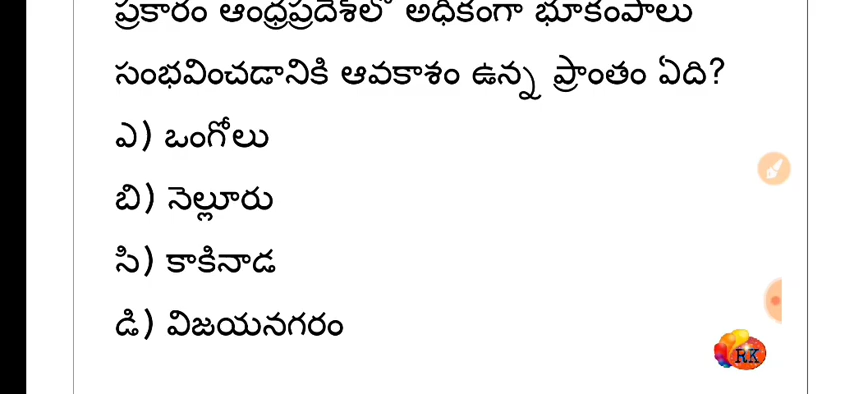 ప్రకారం ఆంధ్రప్రదేశ్‌లో అధికంగా భూకంపాలు
సంభవించడానికి ఆవకాశం ఉన్న ప్రాంతం ఏది?
ఎ) ఒంగోలు
బి) నెల్లూరు
సి) కాకినాడ
డి) విజయనగరం
RK